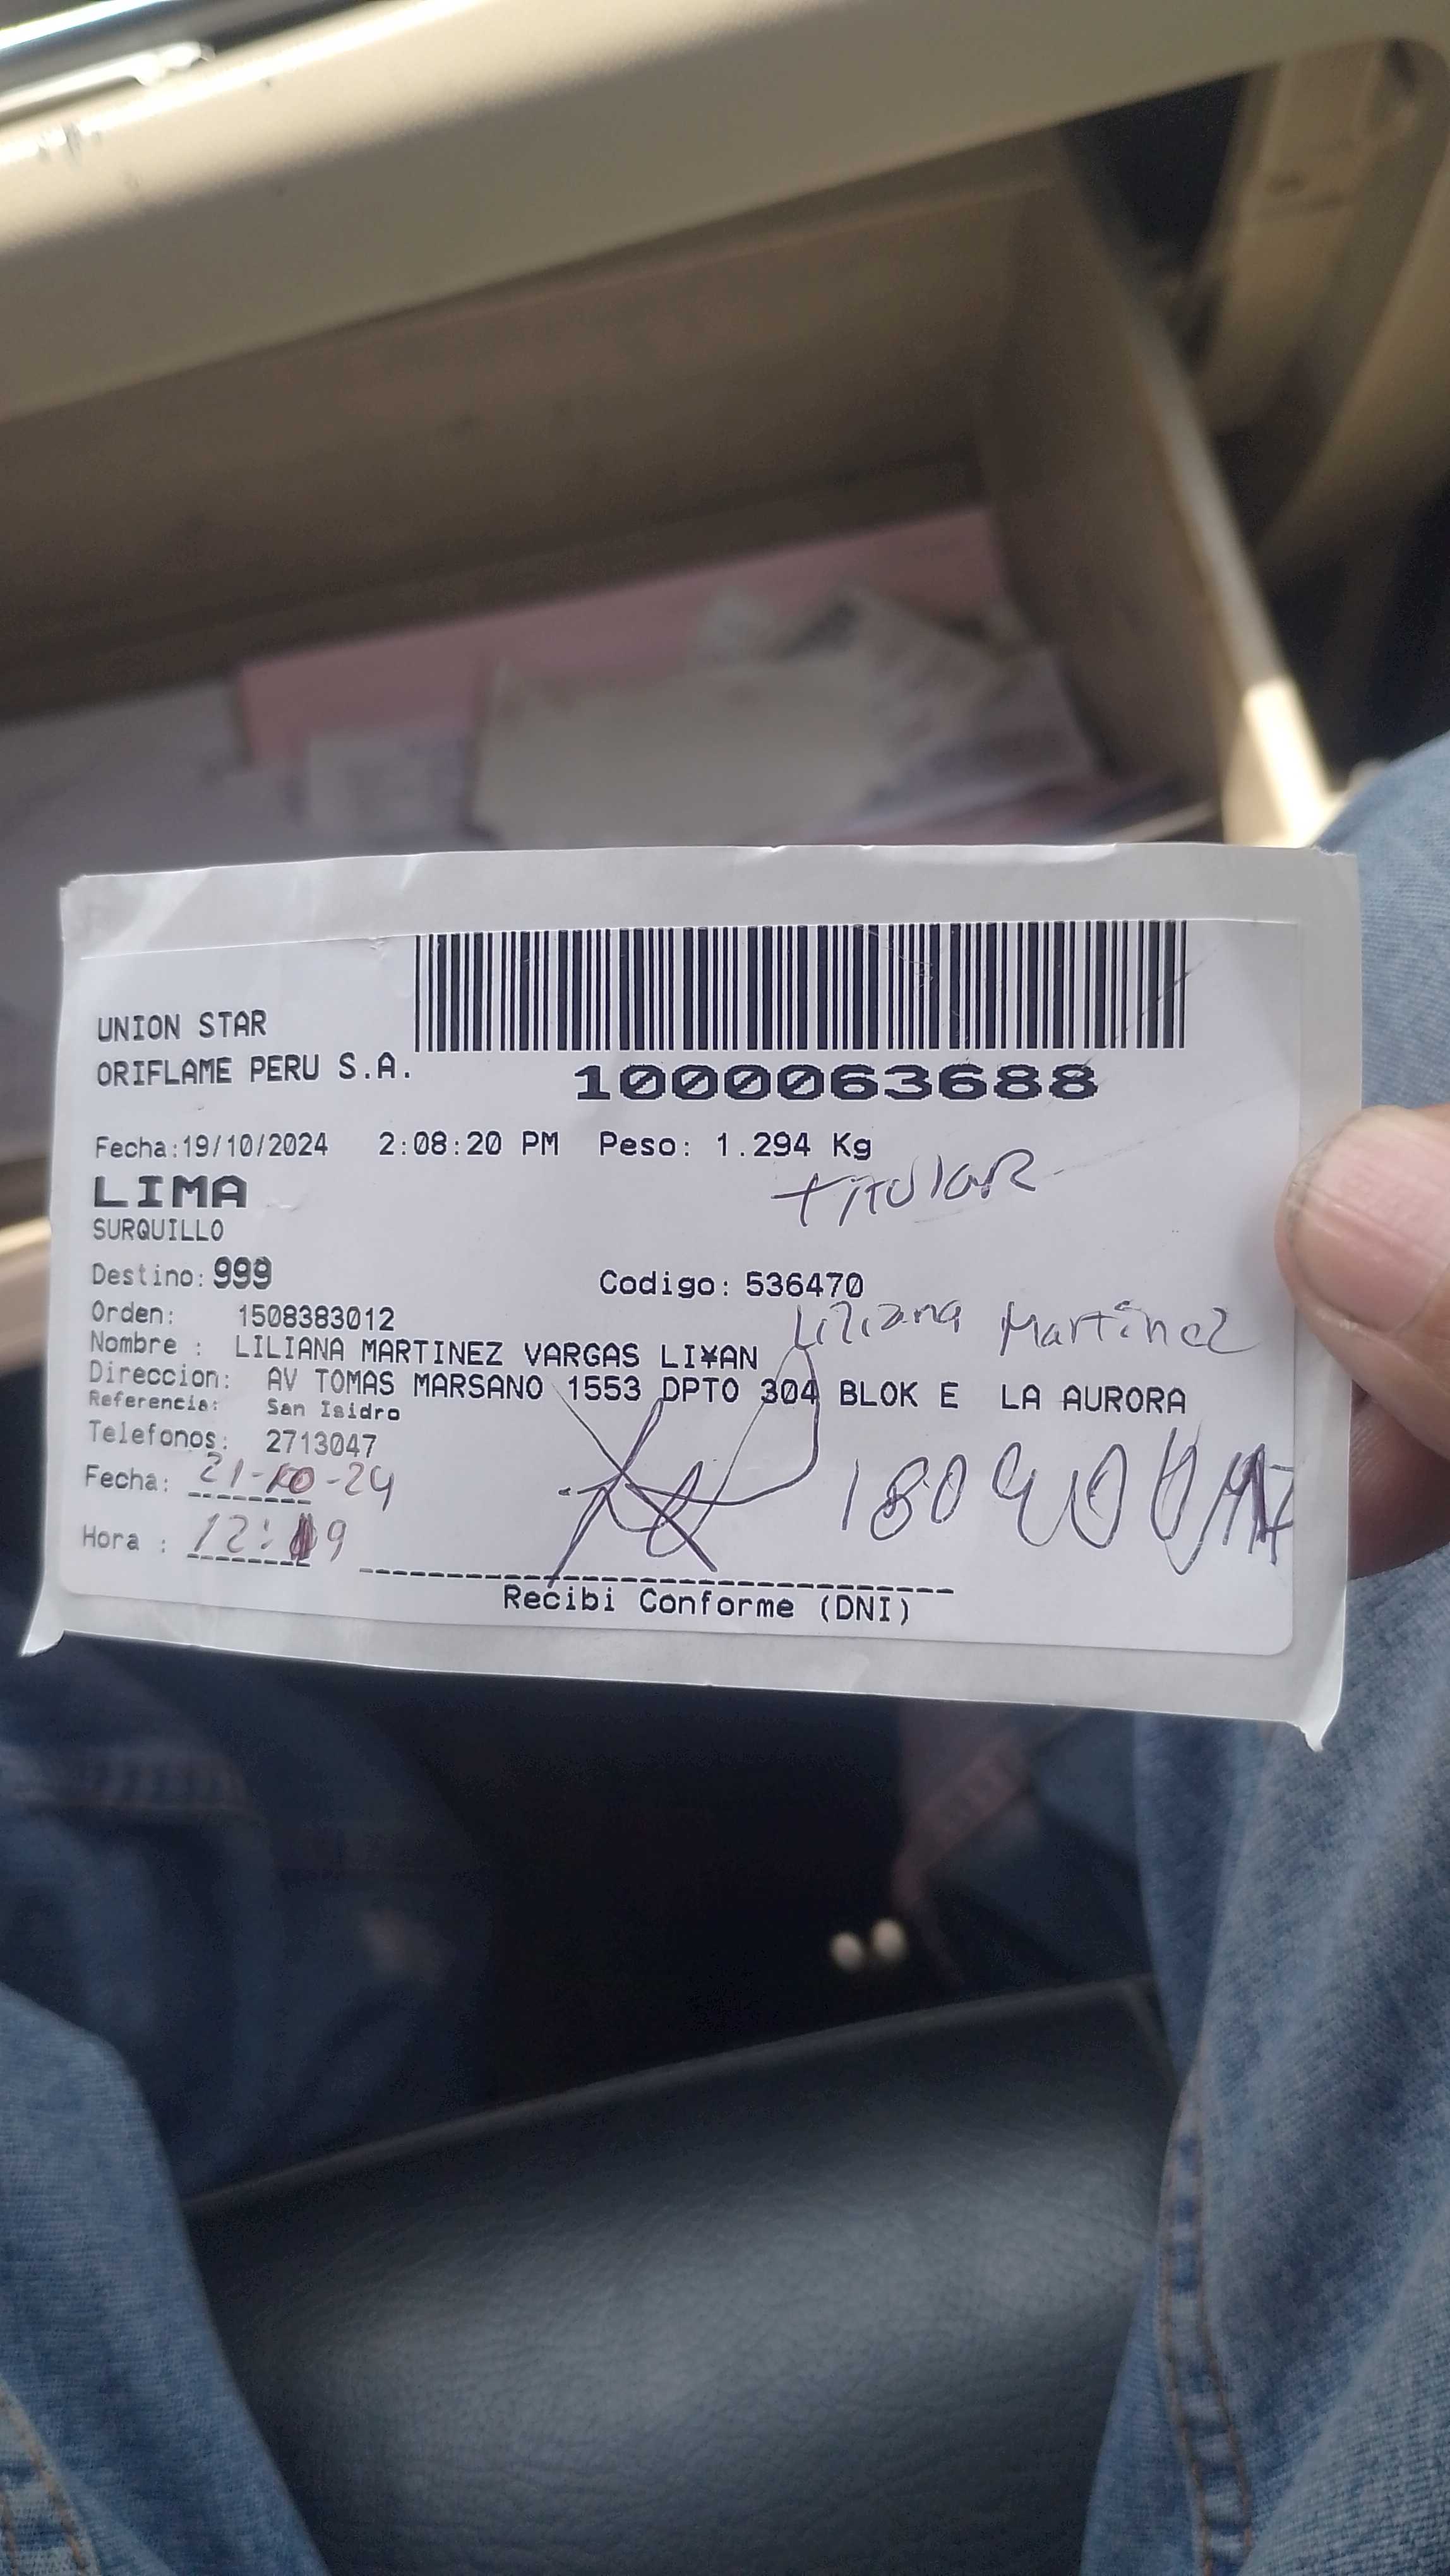 UNION STAR
ORIFLAME PERU S.A.
1000063688
Fecha:19/10/2024 2:08:20 PM Peso: 1.294 Kg
LIMA
TITULAR
SURQUILLO
Destino: 999 Codigo: 536470
Orden: 1508383012
Liliana Martinez
Nombre : LILIANA MARTINEZ VARGAS LI¥AN
Direccion: AV TOMAS MARSANO 1553 DPTO 304 BLOK E LA AURORA
Referencia: San Isidro
Telefonos: 2713047
Fecha: 21-10-24
Hora : 12: 9
Recibi Conforme (DNI)